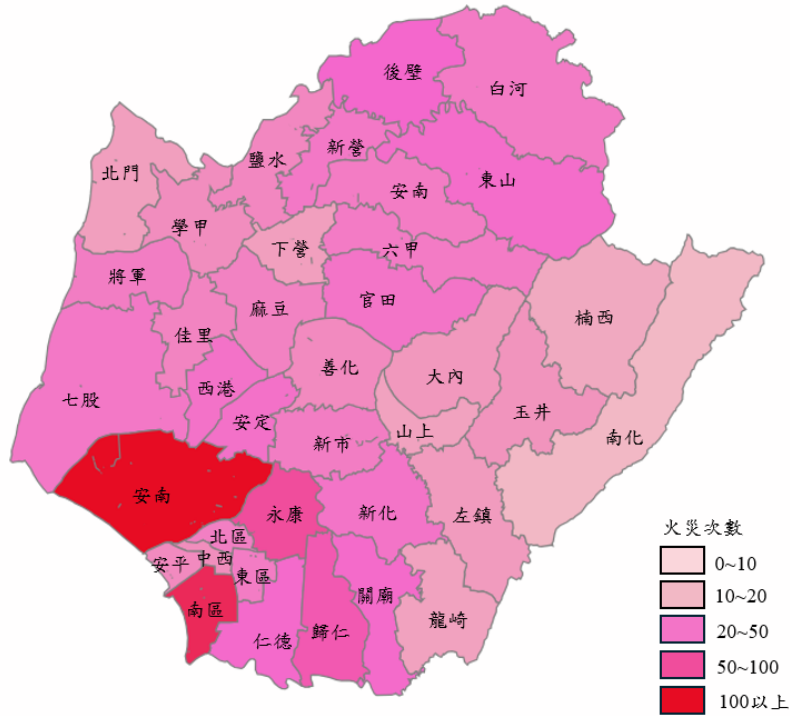 後壁
白河
北門
鹽水
新營
東山
安南
學甲
下營
六甲
將軍
官田
麻豆
楠西
佳里
善化
大內
西港
七股
玉井
安定
山上
新市
南化
安南
永康
新化
左鎮
北區
安平
中西
東區
關廟
南區
龍崎
仁德
歸仁
火災次數
0~10
10~20
20~50
50~100
100以上